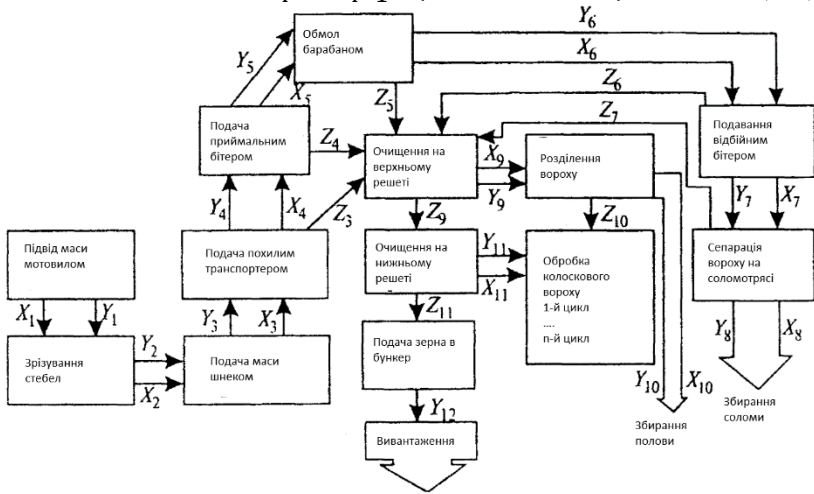 Y₆
X₆
Обмол
барабаном
Y₅
X₅
Z₅
Z₆
Z₇
Подача
приймальним
бітером
Z₄
Очищення на
верхньому
решеті
X₉
Y₉
Розділення
вороху
Подавання
відбійним
бітером
Y₄
X₄
Z₃
Z₉
Z₁₀
Y₇
X₇
Підвід маси
мотовилом
Подача похилим
транспортером
Очищення на
нижньому
решеті
Y₁₁
X₁₁
Обробка
колоскового
вороху
1-й цикл
....
n-й цикл
Сепарація
вороху на
соломотрясі
X₁
Y₁
Y₃
X₃
Z₁₁
Y₈
X₈
Зрізування
стебел
Y₂
X₂
Подача маси
шнеком
Подача зерна в
бункер
Y₁₀
X₁₀
Y₁₂
Вивантаження
Збирання
полови
Збирання
соломи